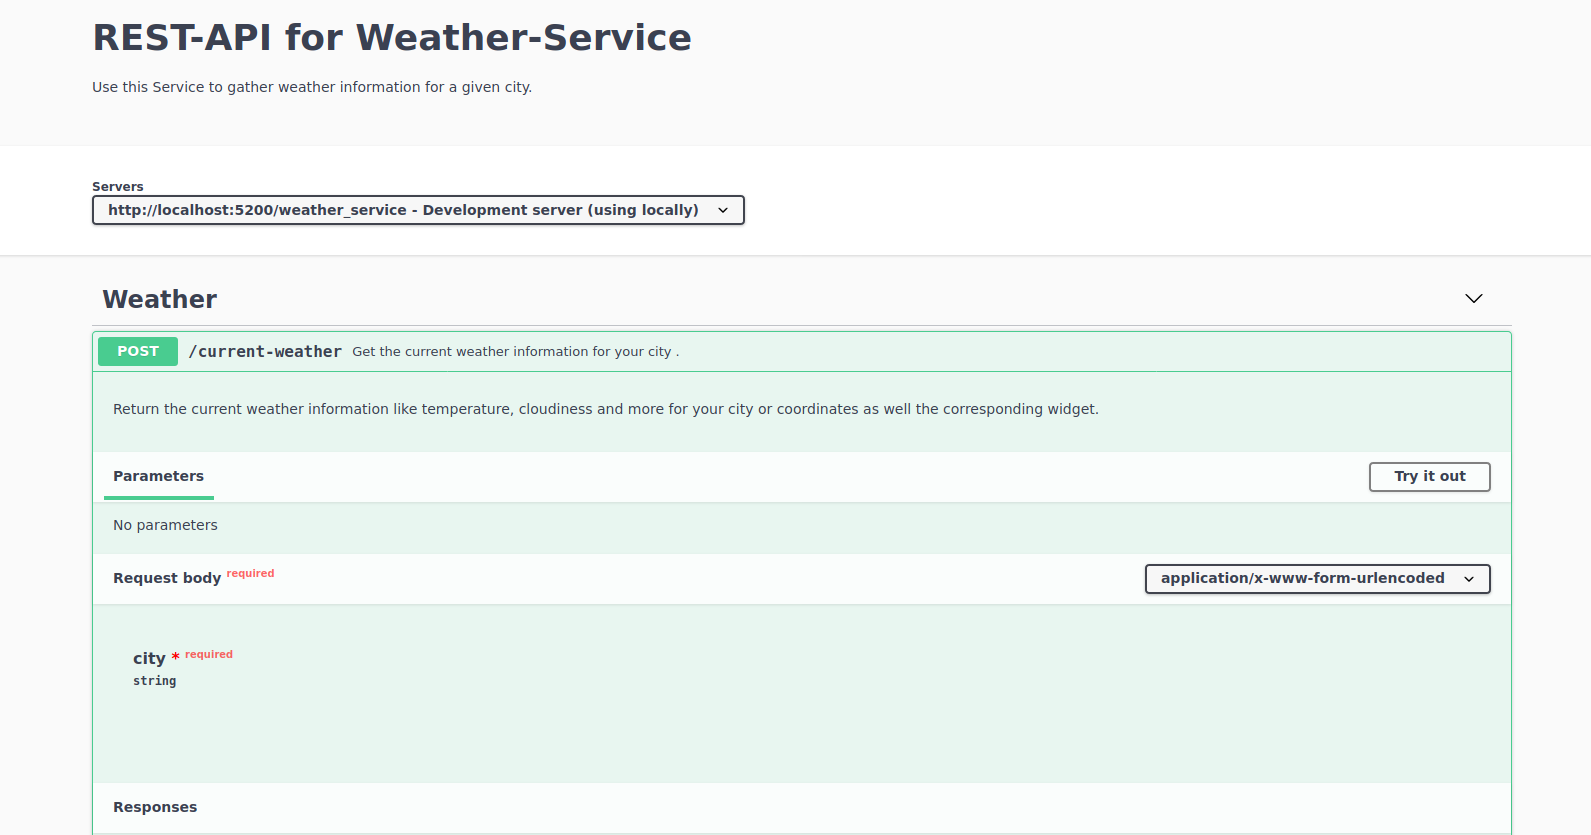 REST-API for Weather-Service
Use this Service to gather weather information for a given city.
Servers
http://localhost:5200/weather_service - Development server (using locally)
Weather
POST /current-weather Get the current weather information for your city .
Return the current weather information like temperature, cloudiness and more for your city or coordinates as well the corresponding widget.
Parameters Try it out
No parameters
Request body required application/x-www-form-urlencoded
city * required
string
Responses